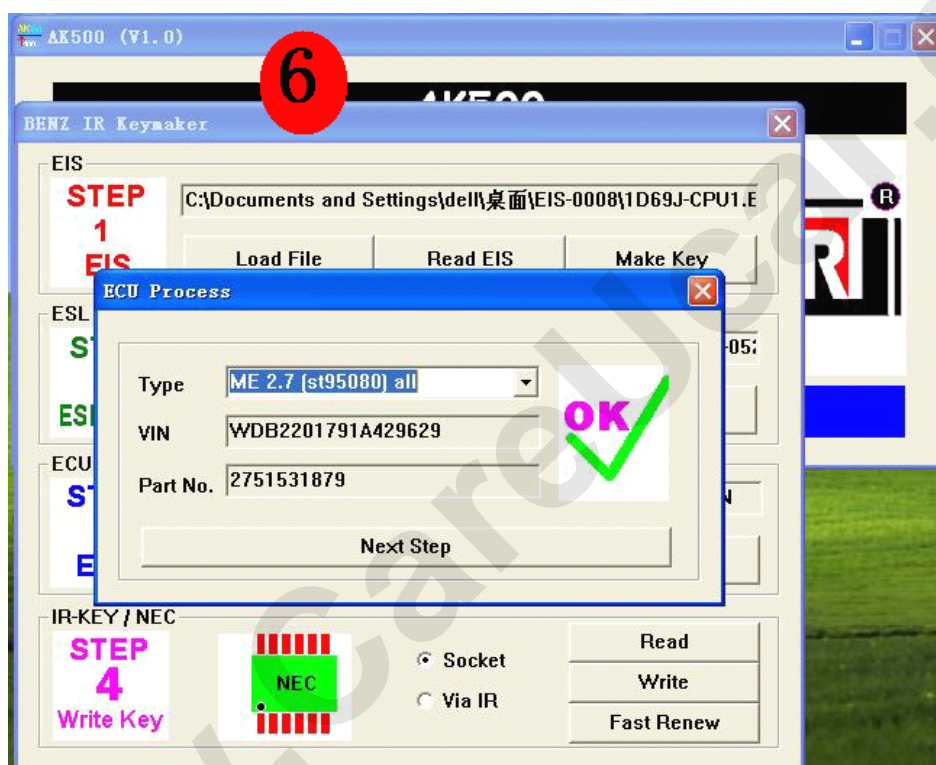 AK500 (V1.0)
6
AK500
BENZ IR Keymaker
EIS
STEP
1
EIS
C:\Documents and Settings\dell\桌面\EIS-0008\1D69J-CPU1.E
Load File
Read EIS
Make Key
R
ECU Process
ESL
Type
ME 2.7 (st95080) all
VIN
WDB2201791A429629
Part No.
2751531879
OK
Next Step
ECU
IR-KEY / NEC
STEP
4
Write Key
NEC
Socket
Via IR
Read
Write
Fast Renew